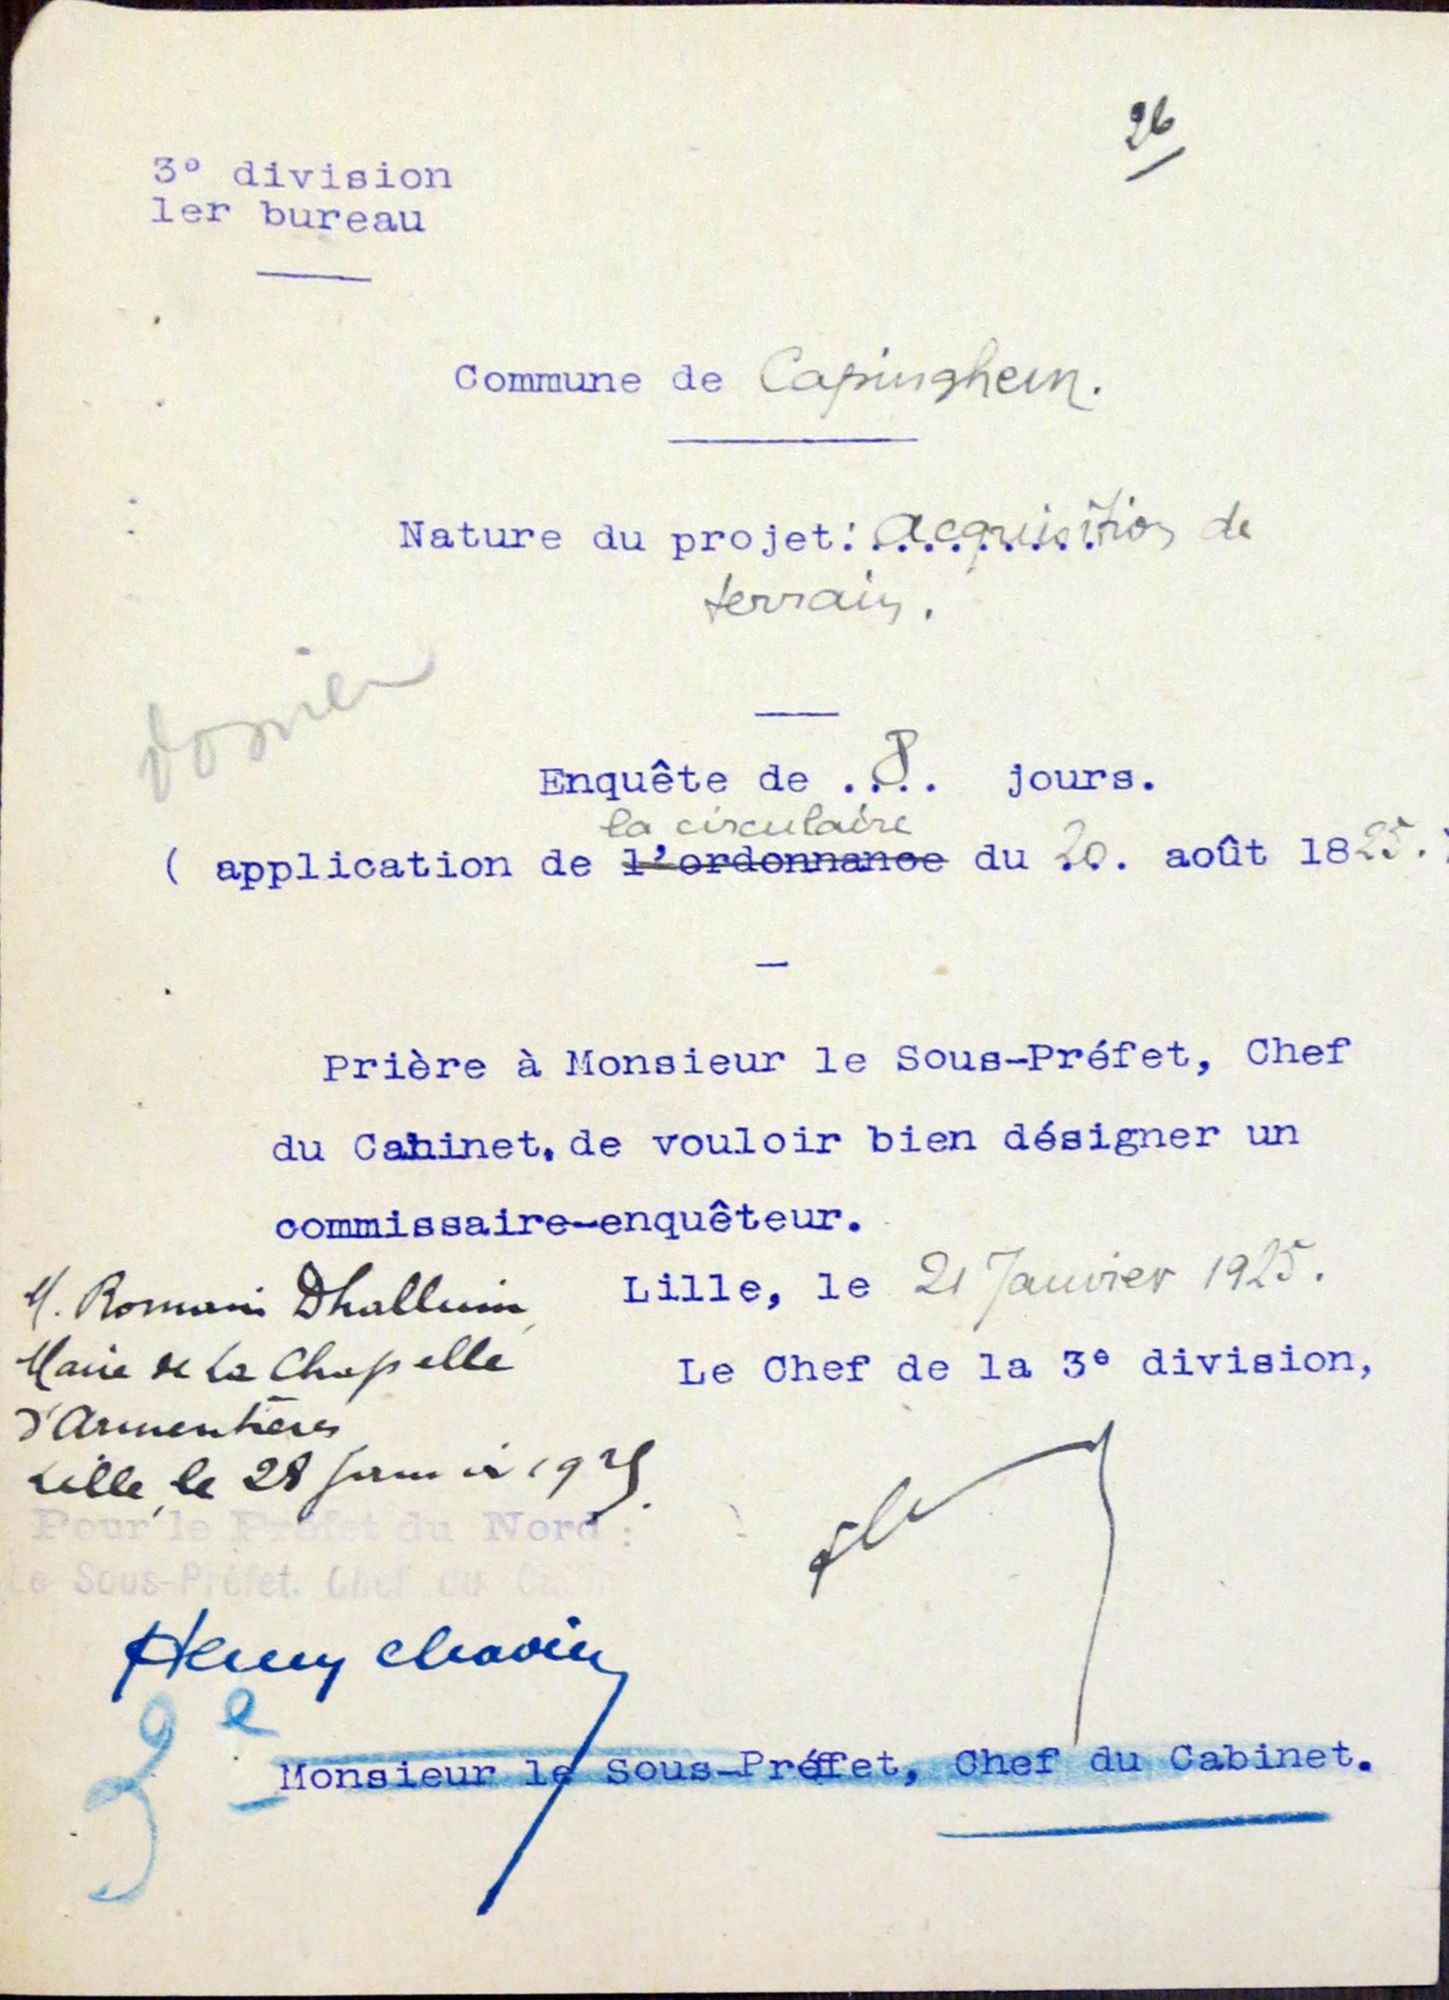 26
3° division
1er bureau
Commune de Capinghem.
Nature du projet: acquisition de
terrain.
dossier
Enquête de .8.. jours.
la circulaire
( application de l'ordonnance du 20. août 1825. )
Prière à Monsieur le Sous-Préfet, Chef
du Cabinet, de vouloir bien désigner un
commissaire-enquêteur.
Lille, le 21 Janvier 1925.
Le Chef de la 3° division,
M. Romain Dhalluin
Maire de la Chapelle
d'Armentières
Lille, le 28 Janvier 1925.
Pour le Préfet du Nord :
Le Sous-Préfet, Chef du Cabin
Henry Chavin
3e
Monsieur le Sous-Préfet, Chef du Cabinet.